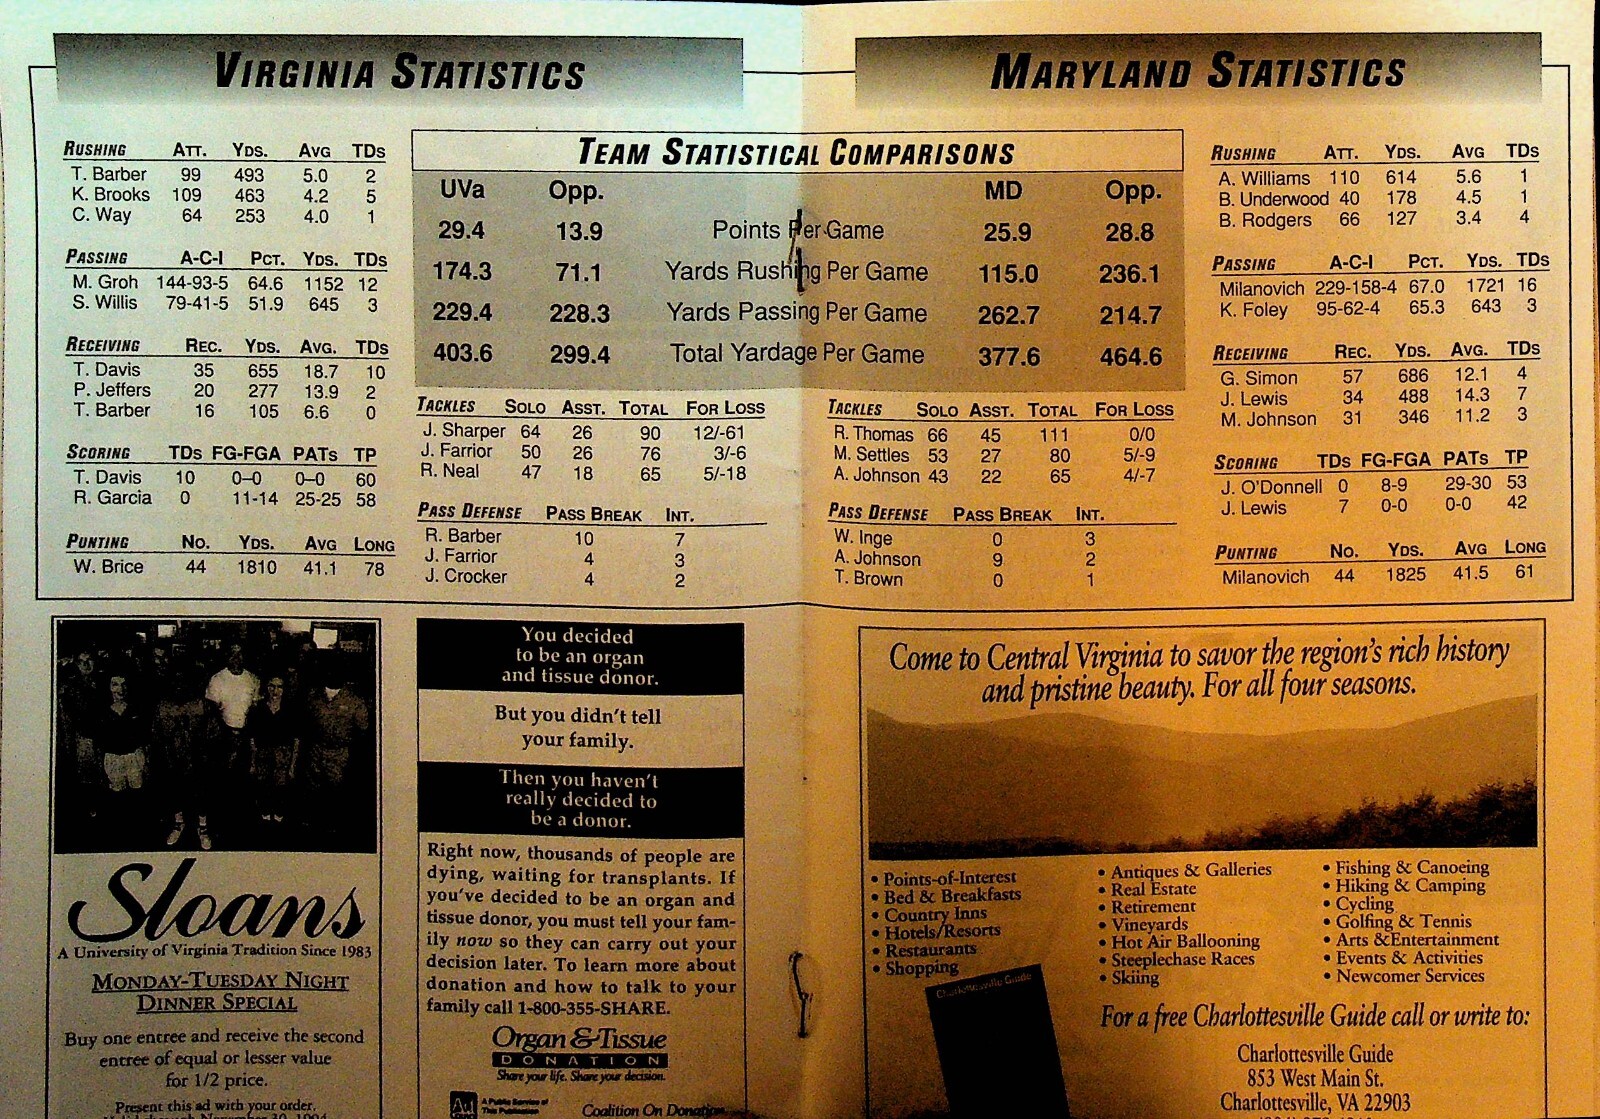 VIRGINIA STATISTICS
RUSHING ATT. YDS. AVG TDS
T. Barber 99 493 5.0 2
K. Brooks 109 463 4.2 5
C. Way 64 253 4.0 1
PASSING A-C-I PCT. YDS. TDS
M. Groh 144-93-5 64.6 1152 12
S. Willis 79-41-5 51.9 645 3
RECEIVING REC. YDS. AVG. TDS
T. Davis 35 655 18.7 10
P. Jeffers 20 277 13.9 2
T. Barber 16 105 6.6 0
SCORING TDS FG-FGA PATS TP
T. Davis 10 0–0 0–0 60
R. Garcia 0 11-14 25-25 58
PUNTING NO. YDS. AVG LONG
W. Brice 44 1810 41.1 78
TEAM STATISTICAL COMPARISONS
UVa Opp. MD Opp.
29.4 13.9 Points Per Game 25.9 28.8
174.3 71.1 Yards Rushing Per Game 115.0 236.1
229.4 228.3 Yards Passing Per Game 262.7 214.7
403.6 299.4 Total Yardage Per Game 377.6 464.6
TACKLES SOLO ASST. TOTAL FOR LOSS
J. Sharper 64 26 90 12/-61
J. Farrior 50 26 76 3/-6
R. Neal 47 18 65 5/-18
PASS DEFENSE PASS BREAK INT.
R. Barber 10 7
J. Farrior 4 3
J. Crocker 4 2
MARYLAND STATISTICS
TACKLES SOLO ASST. TOTAL FOR LOSS
R. Thomas 66 45 111 0/0
M. Settles 53 27 80 5/-9
A. Johnson 43 22 65 4/-7
PASS DEFENSE PASS BREAK INT.
W. Inge 0 3
A. Johnson 9 2
T. Brown 0 1
RUSHING ATT. YDS. AVG TDS
A. Williams 110 614 5.6 1
B. Underwood 40 178 4.5 1
B. Rodgers 66 127 3.4 4
PASSING A-C-I PCT. YDS. TDS
Milanovich 229-158-4 67.0 1721 16
K. Foley 95-62-4 65.3 643 3
RECEIVING REC. YDS. AVG. TDS
G. Simon 57 686 12.1 4
J. Lewis 34 488 14.3 7
M. Johnson 31 346 11.2 3
SCORING TDS FG-FGA PATS TP
J. O'Donnell 0 8-9 29-30 53
J. Lewis 7 0-0 0-0 42
PUNTING NO. YDS. AVG LONG
Milanovich 44 1825 41.5 61
Sloans
A University of Virginia Tradition Since 1983
MONDAY-TUESDAY NIGHT
DINNER SPECIAL
Buy one entree and receive the second
entree of equal or lesser value
for 1/2 price.
Present this ad with your order.
You decided
to be an organ
and tissue donor.
But you didn't tell
your family.
Then you haven't
really decided to
be a donor.
Right now, thousands of people are
dying, waiting for transplants. If
you've decided to be an organ and
tissue donor, you must tell your fam-
ily now so they can carry out your
decision later. To learn more about
donation and how to talk to your
family call 1-800-355-SHARE.
Organ & Tissue
DONATION
Share your life. Share your decision.
Ad
A Public Service of
This Publication
Coalition On Donation
Come to Central Virginia to savor the region's rich history
and pristine beauty. For all four seasons.
• Points-of-Interest
• Bed & Breakfasts
• Country Inns
• Hotels/Resorts
• Restaurants
• Shopping
• Antiques & Galleries
• Real Estate
• Retirement
• Vineyards
• Hot Air Ballooning
• Steeplechase Races
• Skiing
• Fishing & Canoeing
• Hiking & Camping
• Cycling
• Golfing & Tennis
• Arts &Entertainment
• Events & Activities
• Newcomer Services
Charlottesville Guide
For a free Charlottesville Guide call or write to:
Charlottesville Guide
853 West Main St.
Charlottesville, VA 22903